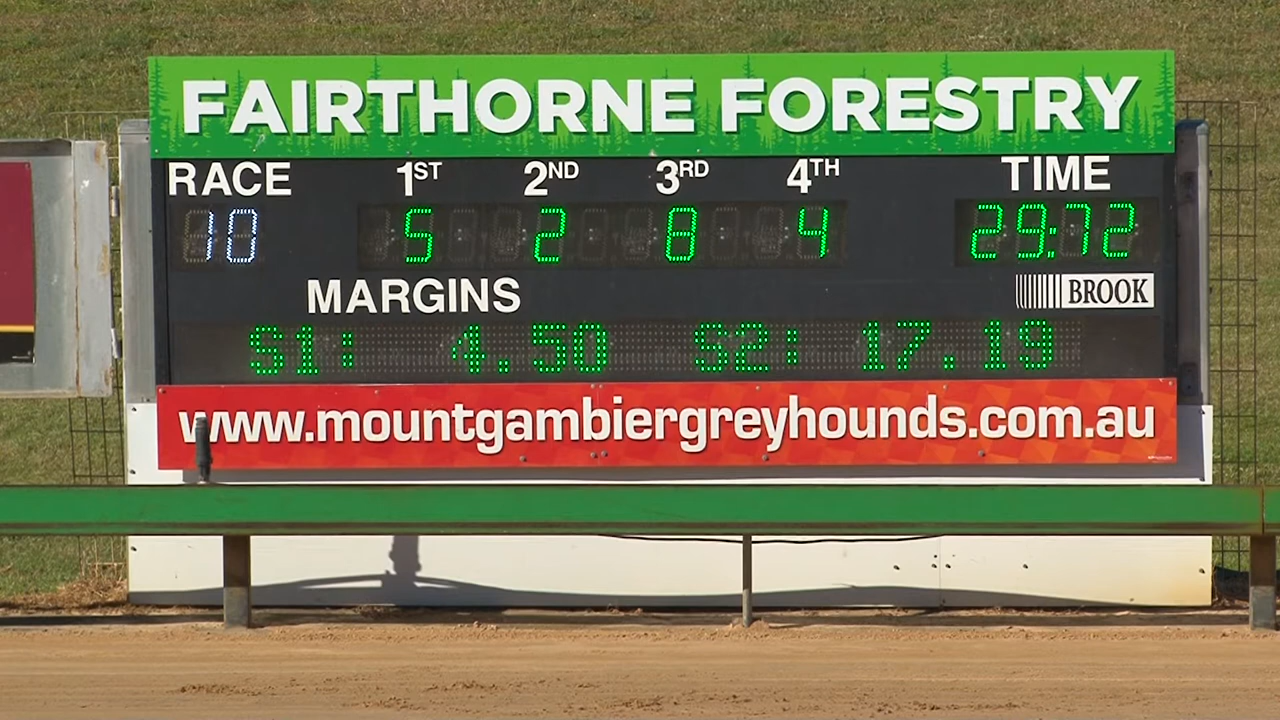 FAIRTHORNE FORESTRY
RACE 1ST 2ND 3RD 4TH TIME
10 5 2 8 4 29:72
MARGINS BROOK
S1: 4.50 S2: 17.19
www.mountgambiergreyhounds.com.au